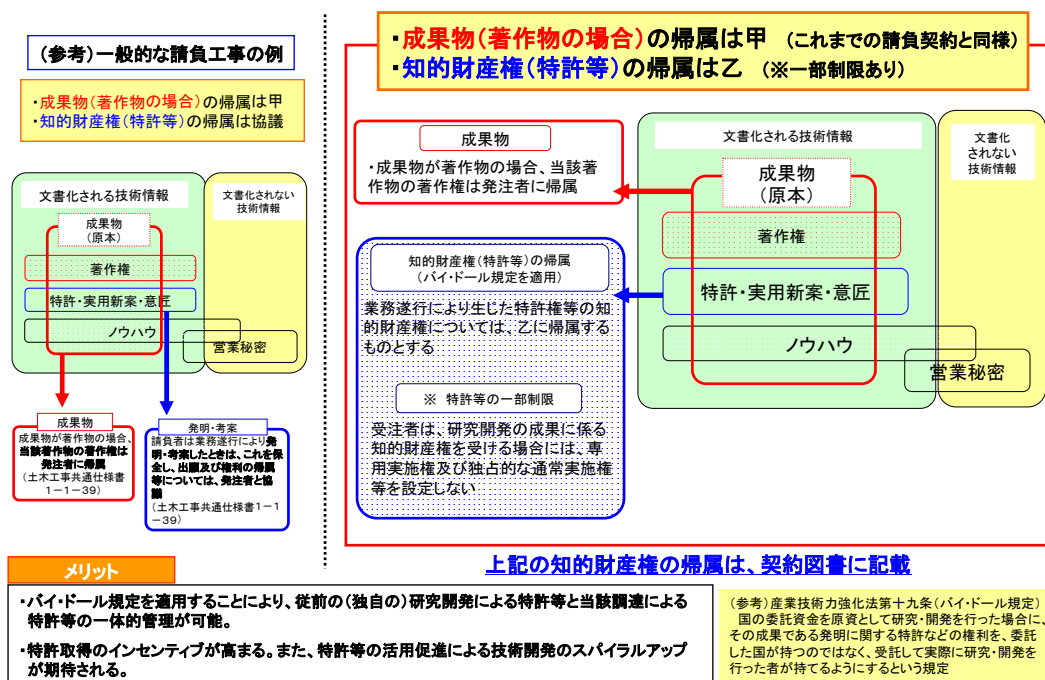 (参考)一般的な請負工事の例
・成果物(著作物の場合)の帰属は甲
・知的財産権(特許等)の帰属は協議
文書化される技術情報
文書化されない
技術情報
成果物
(原本)
著作権
特許・実用新案・意匠
ノウハウ
営業秘密
成果物
成果物が著作物の場合、
当該著作物の著作権は
発注者に帰属
(土木工事共通仕様書
1-1-39)
発明・考案
請負者は業務遂行により発
明・考案したときは、これを保
全し、出願及び権利の帰属
等については、発注者と協
議
(土木工事共通仕様書1-1
-39)
・成果物(著作物の場合)の帰属は甲 (これまでの請負契約と同様)
・知的財産権(特許等)の帰属は乙 (※一部制限あり)
成果物
・成果物が著作物の場合、当該著
作物の著作権は発注者に帰属
文書化される技術情報
文書化
されない
技術情報
成果物
(原本)
著作権
特許・実用新案・意匠
ノウハウ
営業秘密
知的財産権(特許等)の帰属
(バイ・ドール規定を適用)
業務遂行により生じた特許権等の知
的財産権については、乙に帰属する
ものとする
※ 特許等の一部制限
受注者は、研究開発の成果に係る
知的財産権を受ける場合には、専
用実施権及び独占的な通常実施権
等を設定しない
上記の知的財産権の帰属は、契約図書に記載
メリット
・バイ・ドール規定を適用することにより、従前の(独自の)研究開発による特許等と当該調達による
特許等の一体的管理が可能。
・特許取得のインセンティブが高まる。また、特許等の活用促進による技術開発のスパイラルアップ
が期待される。
(参考)産業技術力強化法第十九条(バイ・ドール規定)
国の委託資金を原資として研究・開発を行った場合に、
その成果である発明に関する特許などの権利を、委託
した国が持つのではなく、受託して実際に研究・開発を
行った者が持てるようにするという規定